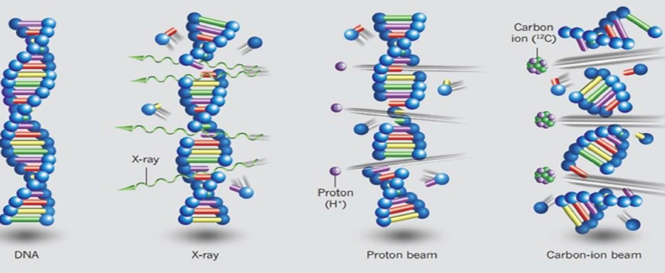 Carbon
ion (¹²C)
X-ray
Proton
(H⁺)
DNA
X-ray
Proton beam
Carbon-ion beam